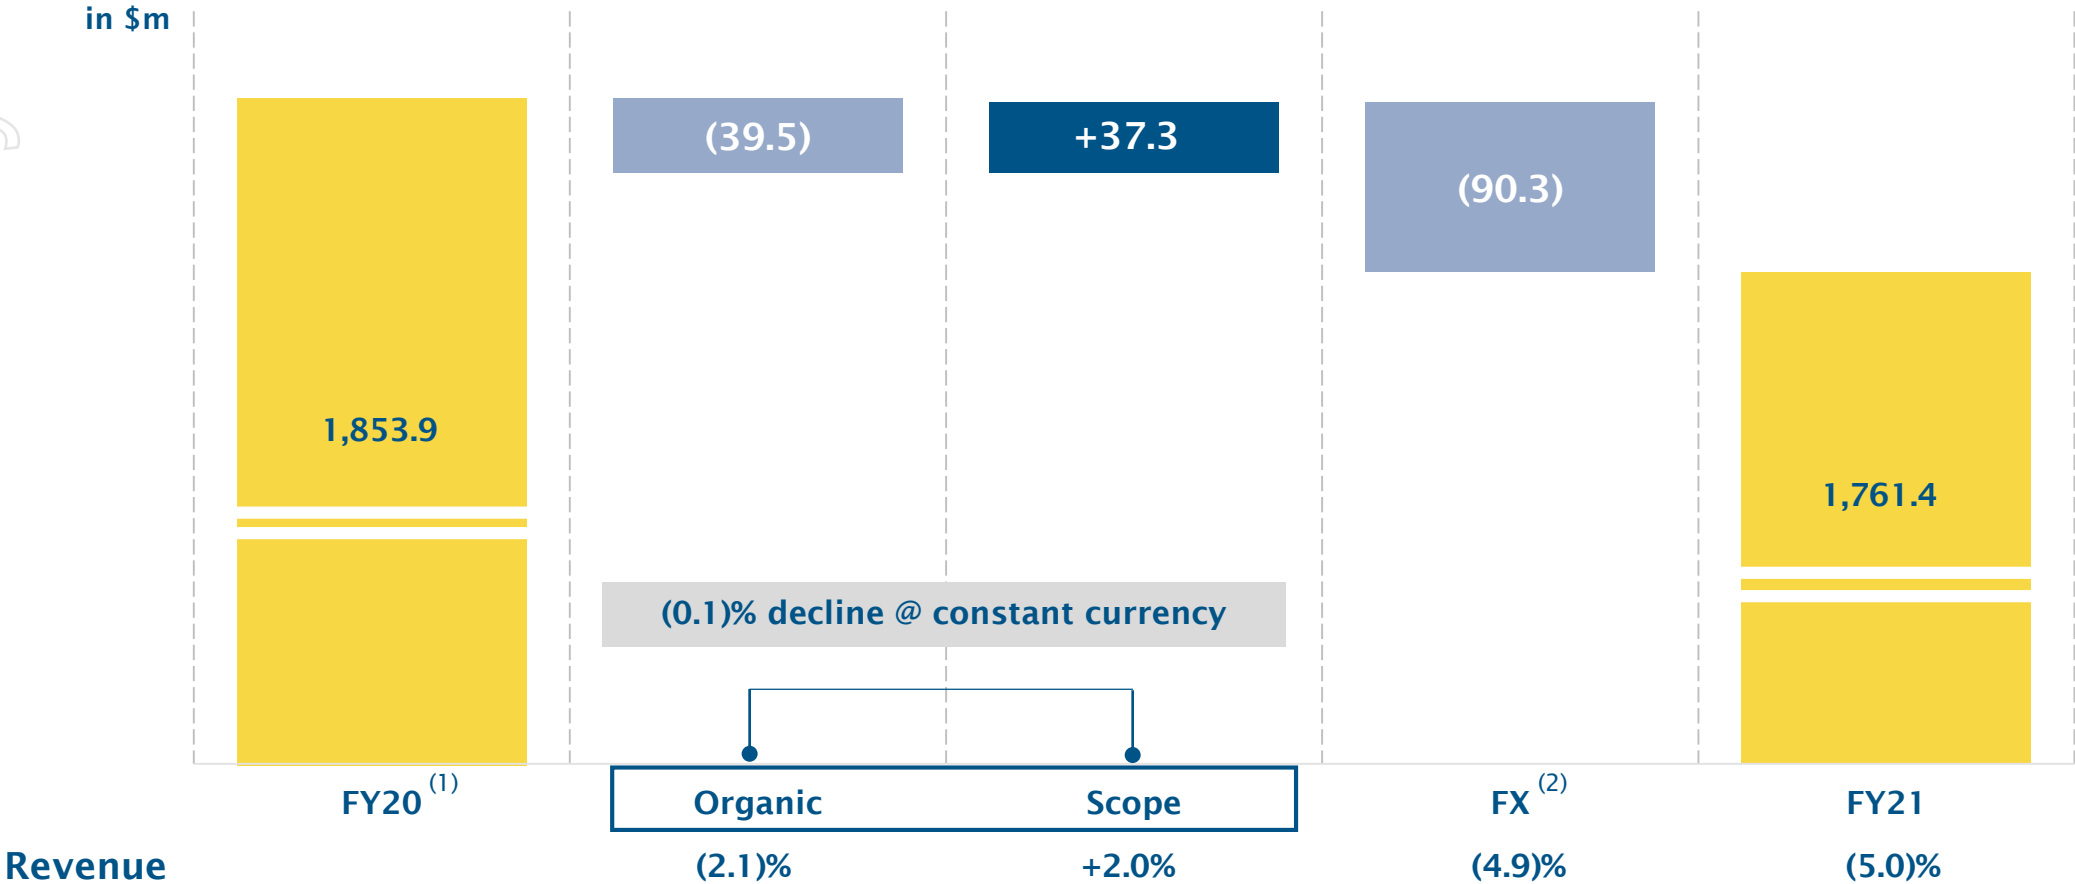 in $m
(39.5)
+37.3
(90.3)
1,853.9
1,761.4
(0.1)% decline @ constant currency
FY20 (1)
Organic
Scope
FX (2)
FY21
Revenue
(2.1)%
+2.0%
(4.9)%
(5.0)%